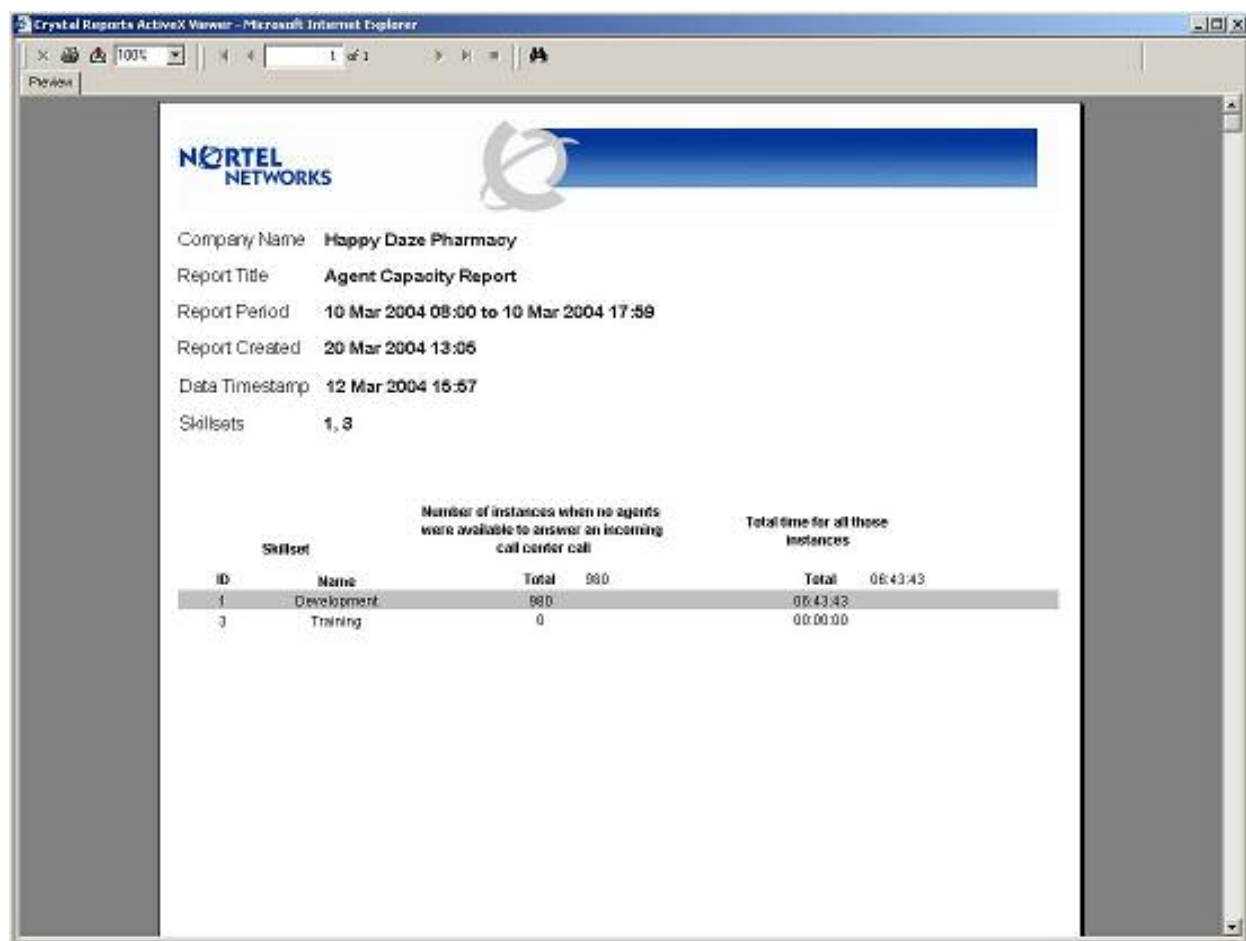 Crystal Reports ActiveX Viewer - Microsoft Internet Explorer
100% 1 of 1
Preview
NORTEL
NETWORKS
Company Name Happy Daze Pharmacy
Report Title Agent Capacity Report
Report Period 10 Mar 2004 08:00 to 10 Mar 2004 17:59
Report Created 20 Mar 2004 13:05
Data Timestamp 12 Mar 2004 15:57
Skillsets 1, 3
Skillset
Number of instances when no agents
were available to answer an incoming
call center call
Total time for all those
instances
ID Name Total 980 Total 06:43:43
1 Development 980 06:43:43
3 Training 0 00:00:00